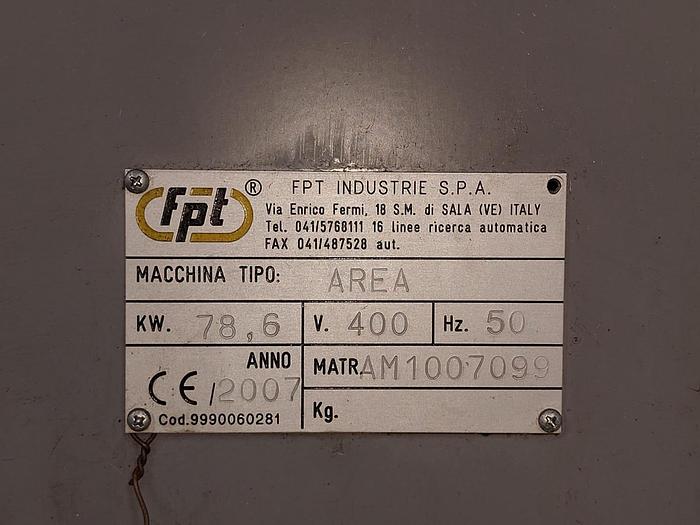 fpt ® FPT INDUSTRIE S.P.A.
Via Enrico Fermi, 18 S.M. di SALA (VE) ITALY
Tel. 041/5768111 16 linee ricerca automatica
FAX 041/487528 aut.
MACCHINA TIPO: AREA
KW. 78,6 V. 400 Hz. 50
ANNO MATR. AM1007099
CE/2007
Cod.9990060281 Kg.